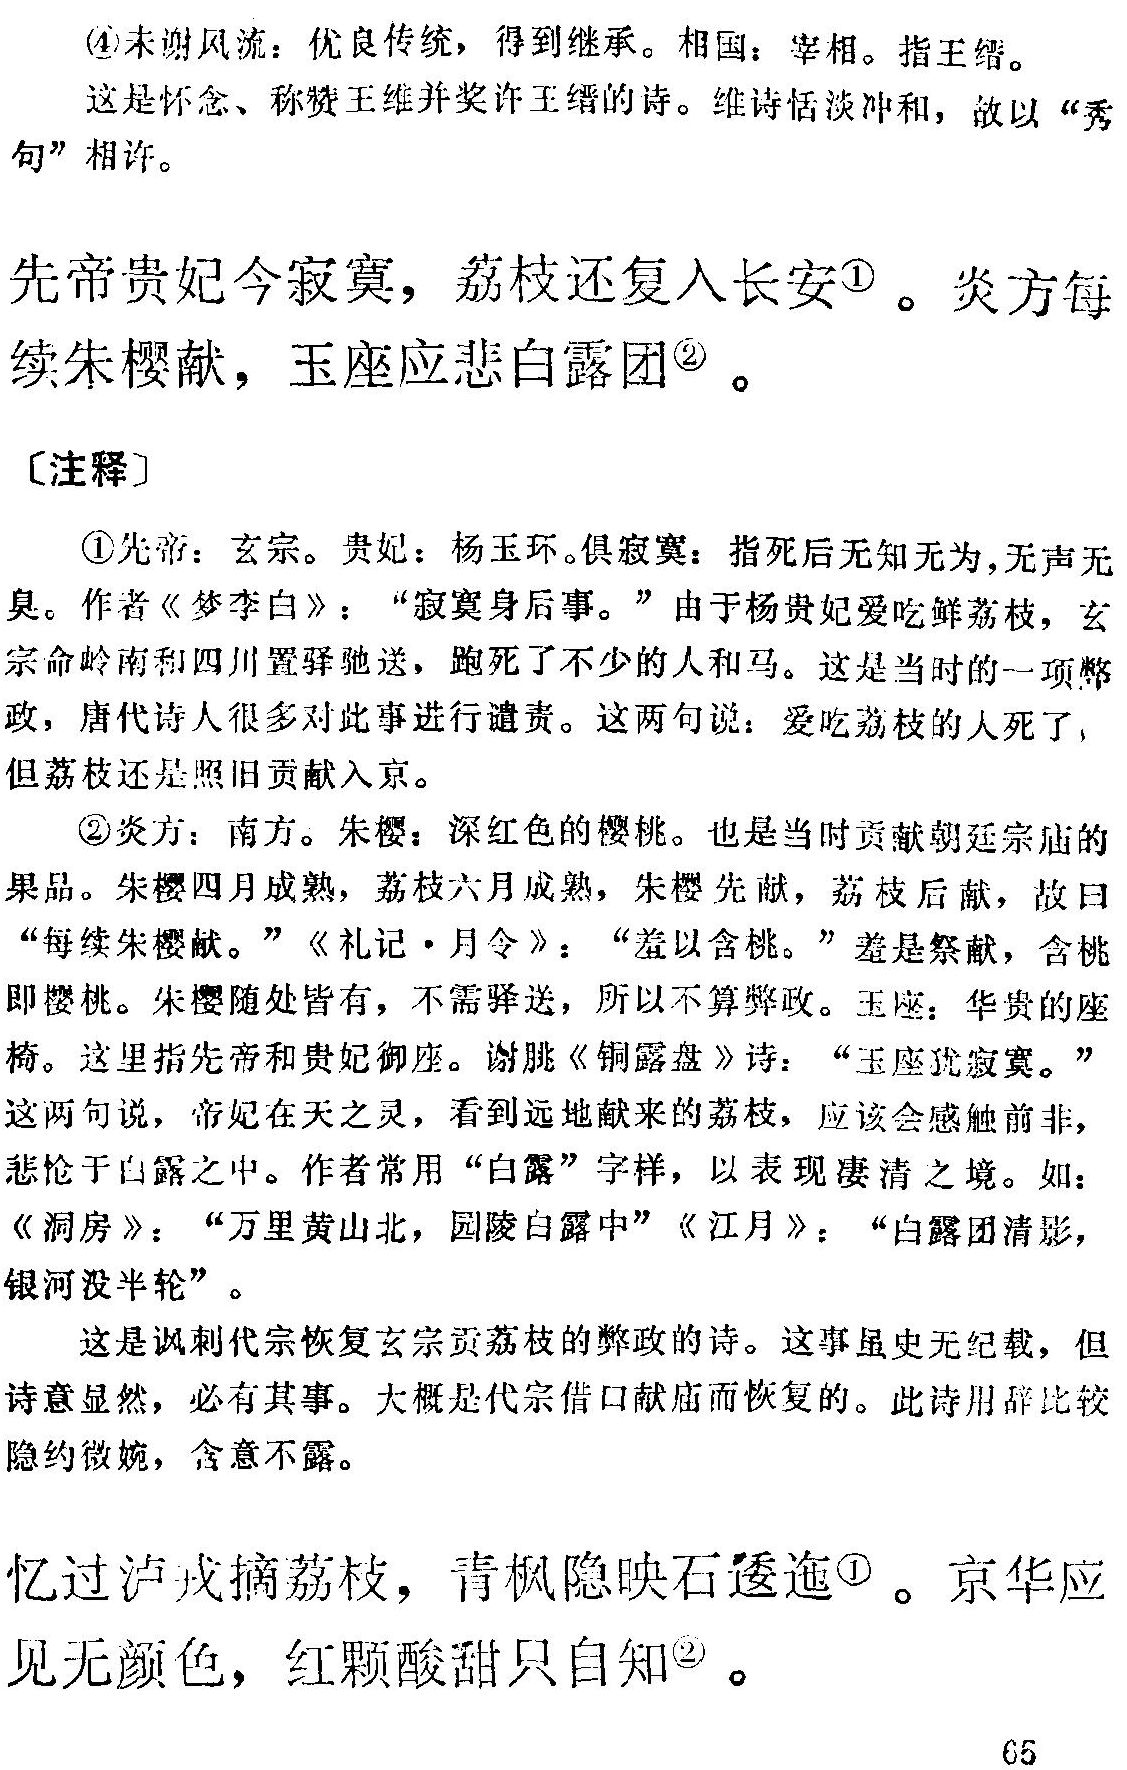 ④未谢风流：优良传统，得到继承。相国：宰相。指王缙。
这是怀念、称赞王维并奖许王缙的诗。维诗恬淡冲和，故以“秀
句”相许。
先帝贵妃今寂寞，荔枝还复入长安①。炎方每
续朱樱献，玉座应悲白露团②。
〔注释〕
①先帝：玄宗。贵妃：杨玉环。俱寂寞：指死后无知无为，无声无
臭。作者《梦李白》：“寂寞身后事。”由于杨贵妃爱吃鲜荔枝，玄
宗命岭南和四川置驿驰送，跑死了不少的人和马。这是当时的一项弊
政，唐代诗人很多对此事进行谴责。这两句说：爱吃荔枝的人死了，
但荔枝还是照旧贡献入京。
②炎方：南方。朱樱：深红色的樱桃。也是当时贡献朝廷宗庙的
果品。朱樱四月成熟，荔枝六月成熟，朱樱先献，荔枝后献，故曰
“每续朱樱献。”《礼记·月令》：“羞以含桃。”羞是祭献，含桃
即樱桃。朱樱随处皆有，不需驿送，所以不算弊政。玉座：华贵的座
椅。这里指先帝和贵妃御座。谢朓《铜露盘》诗：“玉座犹寂寞。”
这两句说，帝妃在天之灵，看到远地献来的荔枝，应该会感触前非，
悲怆于白露之中。作者常用“白露”字样，以表现凄清之境。如：
《洞房》：“万里黄山北，园陵白露中”《江月》：“白露团清影，
银河没半轮”。
这是讽刺代宗恢复玄宗贡荔枝的弊政的诗。这事虽史无纪载，但
诗意显然，必有其事。大概是代宗借口献庙而恢复的。此诗用辞比较
隐约微婉，含意不露。
忆过泸戎摘荔枝，青枫隐映石逶迤①。京华应
见无颜色，红颗酸甜只自知②。
65